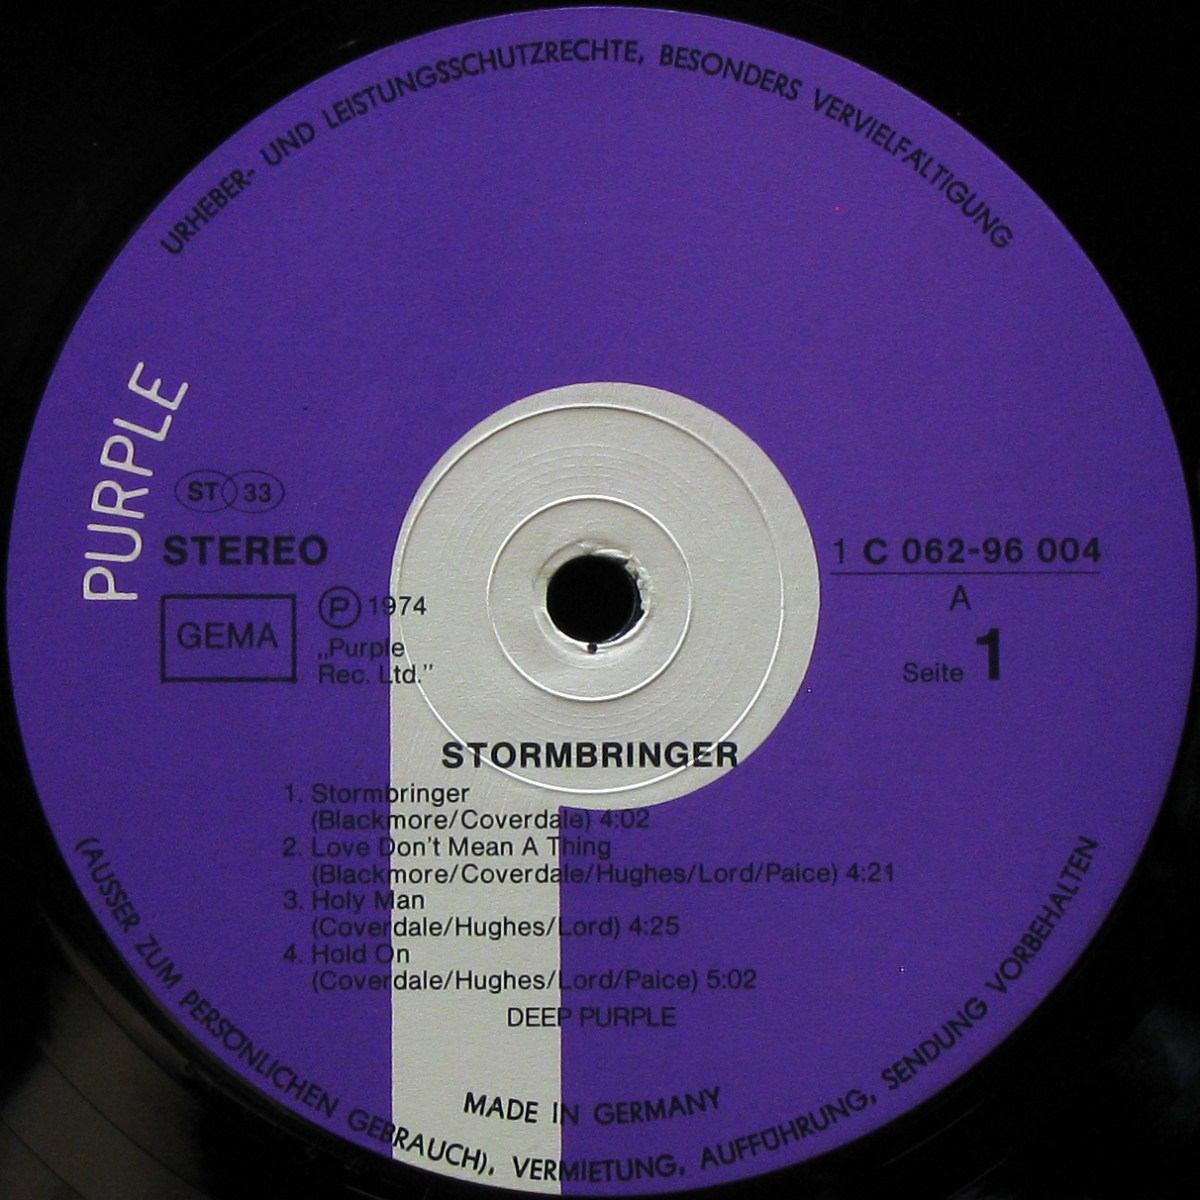 URHEBER- UND LEISTUNGSSCHUTZRECHTE, BESONDERS VERVIELFÄLTIGUNG
PURPLE
ST 33
STEREO
GEMA
Ⓟ 1974
„Purple
Rec. Ltd.”
1 C 062-96 004
A
Seite 1
STORMBRINGER
1. Stormbringer
(Blackmore/Coverdale) 4:02
2. Love Don't Mean A Thing
(Blackmore/Coverdale/Hughes/Lord/Paice) 4:21
3. Holy Man
(Coverdale/Hughes/Lord) 4:25
4. Hold On
(Coverdale/Hughes/Lord/Paice) 5:02
DEEP PURPLE
MADE IN GERMANY
(AUSSER ZUM PERSÖNLICHEN GEBRAUCH), VERMIETUNG, AUFFÜHRUNG, SENDUNG VORBEHALTEN